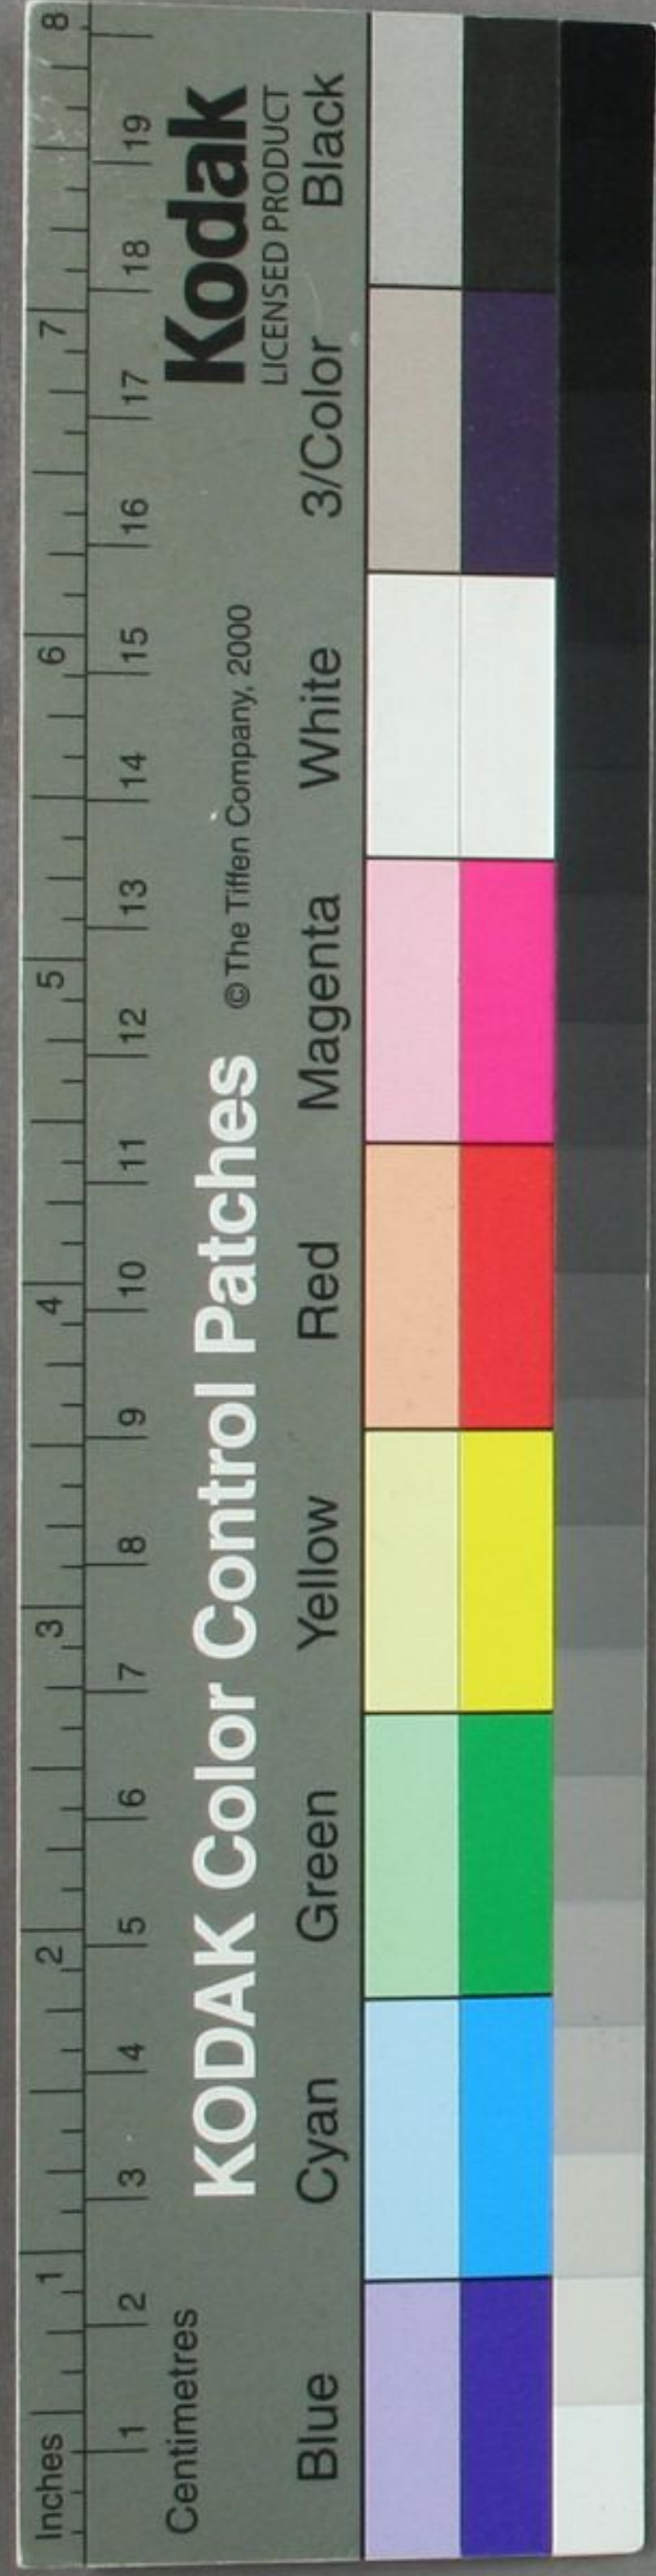 Inches 1 2 3 4 5 6 7 8
1 2 3 4 5 6 7 8 9 10 11 12 13 14 15 16 17 18 19
Centimetres
KODAK Color Control Patches © The Tiffen Company, 2000 Kodak
LICENSED PRODUCT
Blue Cyan Green Yellow Red Magenta White 3/Color Black